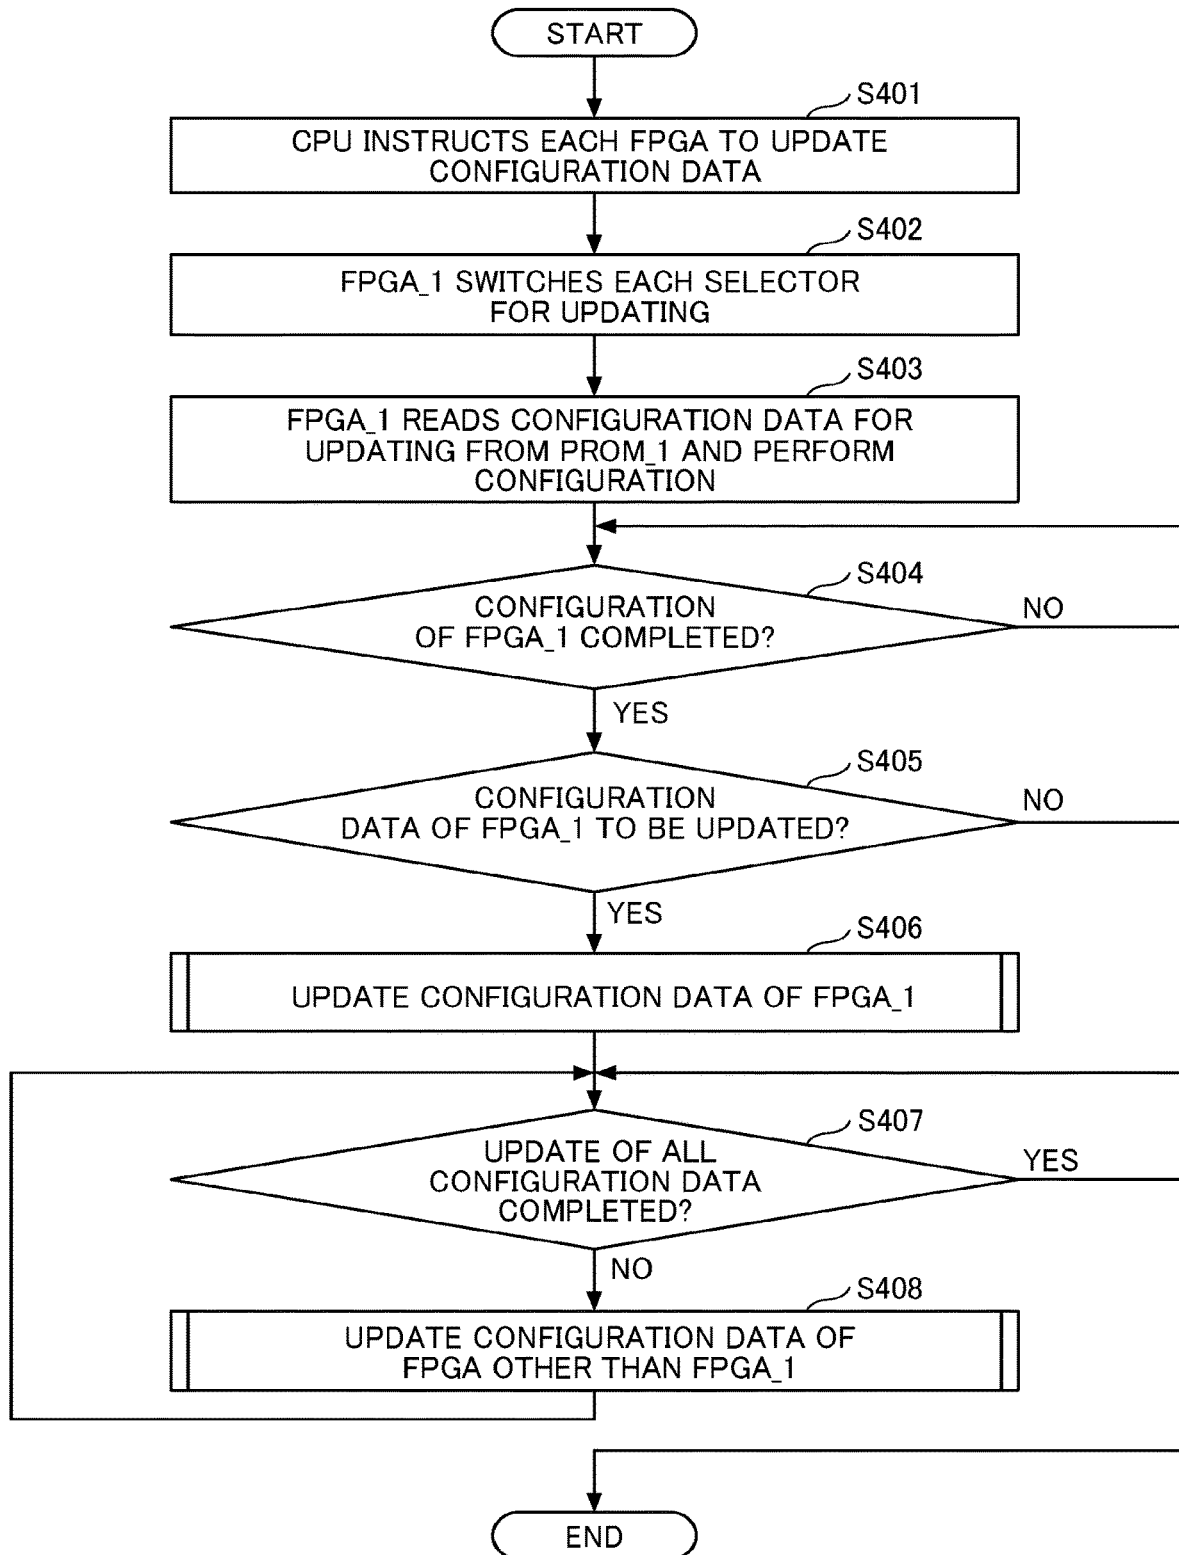 START
S401
CPU INSTRUCTS EACH FPGA TO UPDATE
CONFIGURATION DATA
S402
FPGA_1 SWITCHES EACH SELECTOR
FOR UPDATING
S403
FPGA_1 READS CONFIGURATION DATA FOR
UPDATING FROM PROM_1 AND PERFORM
CONFIGURATION
S404
CONFIGURATION
OF FPGA_1 COMPLETED?
NO
YES
S405
CONFIGURATION
DATA OF FPGA_1 TO BE UPDATED?
NO
YES
S406
UPDATE CONFIGURATION DATA OF FPGA_1
S407
UPDATE OF ALL
CONFIGURATION DATA
COMPLETED?
YES
NO
S408
UPDATE CONFIGURATION DATA OF
FPGA OTHER THAN FPGA_1
END